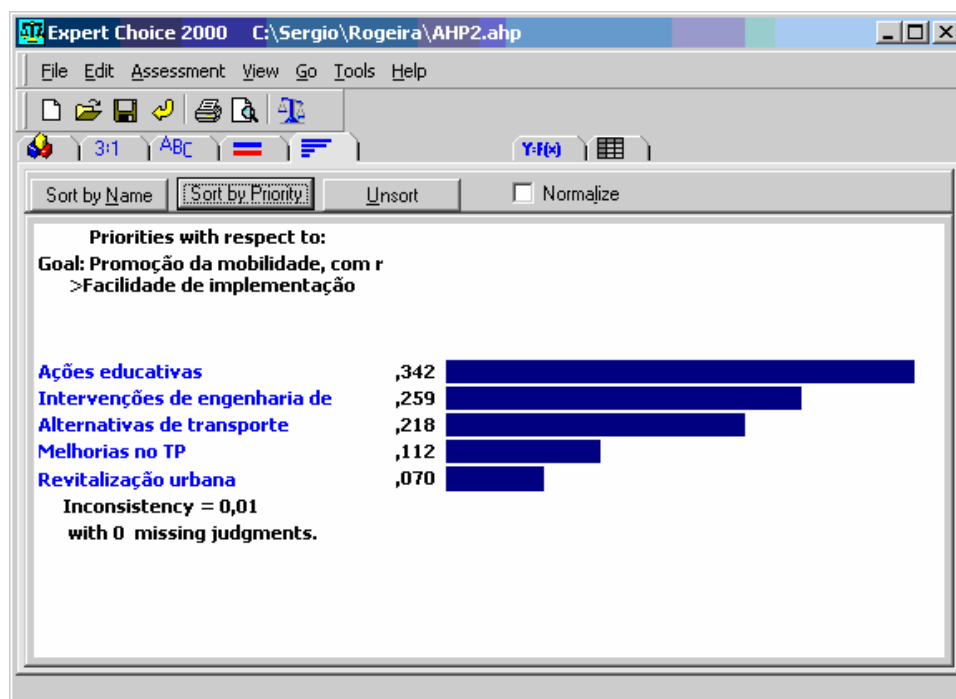 Expert Choice 2000 C:\Sergio\Rogeira\AHP2.ahp
File Edit Assessment View Go Tools Help
3:1 ABC Y=F(x)
Sort by Name Sort by Priority Unsort Normalize
Priorities with respect to:
Goal: Promoção da mobilidade, com r
>Facilidade de implementação
Ações educativas ,342
Intervenções de engenharia de ,259
Alternativas de transporte ,218
Melhorias no TP ,112
Revitalização urbana ,070
Inconsistency = 0,01
with 0 missing judgments.